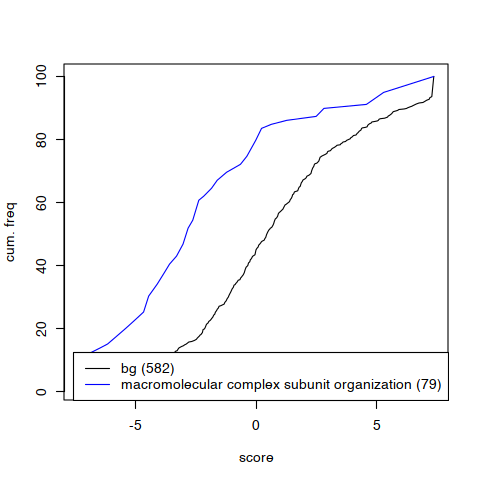 100
80
60
40
20
0
cum. freq
bg (582)
macromolecular complex subunit organization (79)
-5
0
5
score